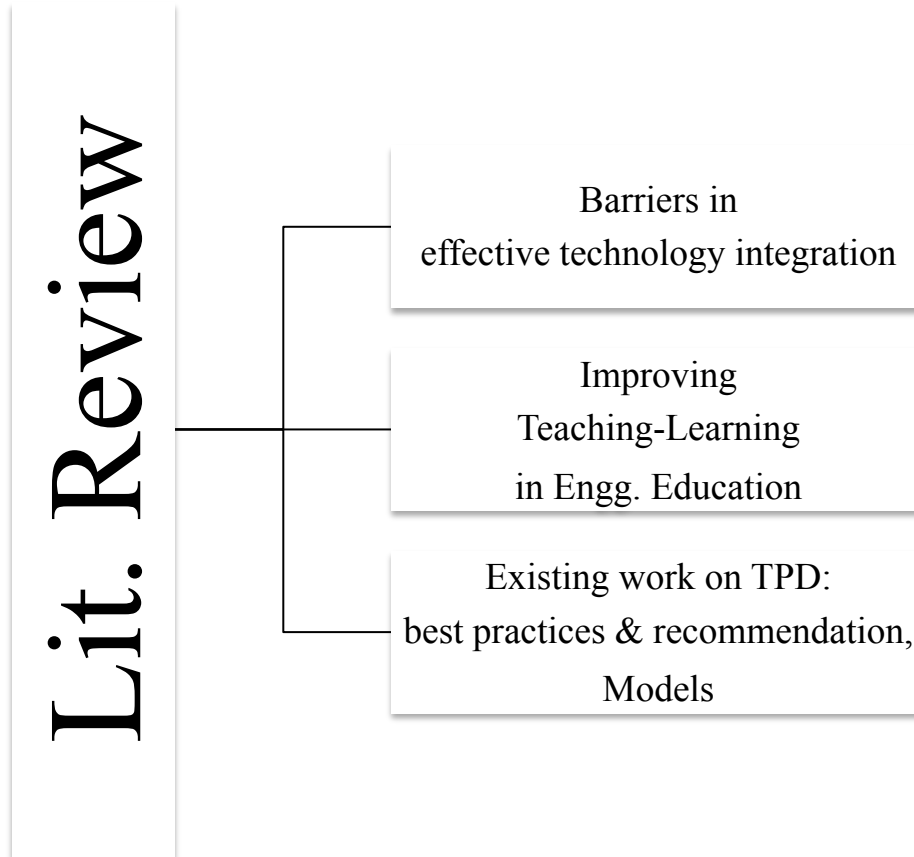 Lit. Review
Barriers in
effective technology integration
Improving
Teaching-Learning
in Engg. Education
Existing work on TPD:
best practices & recommendation,
Models